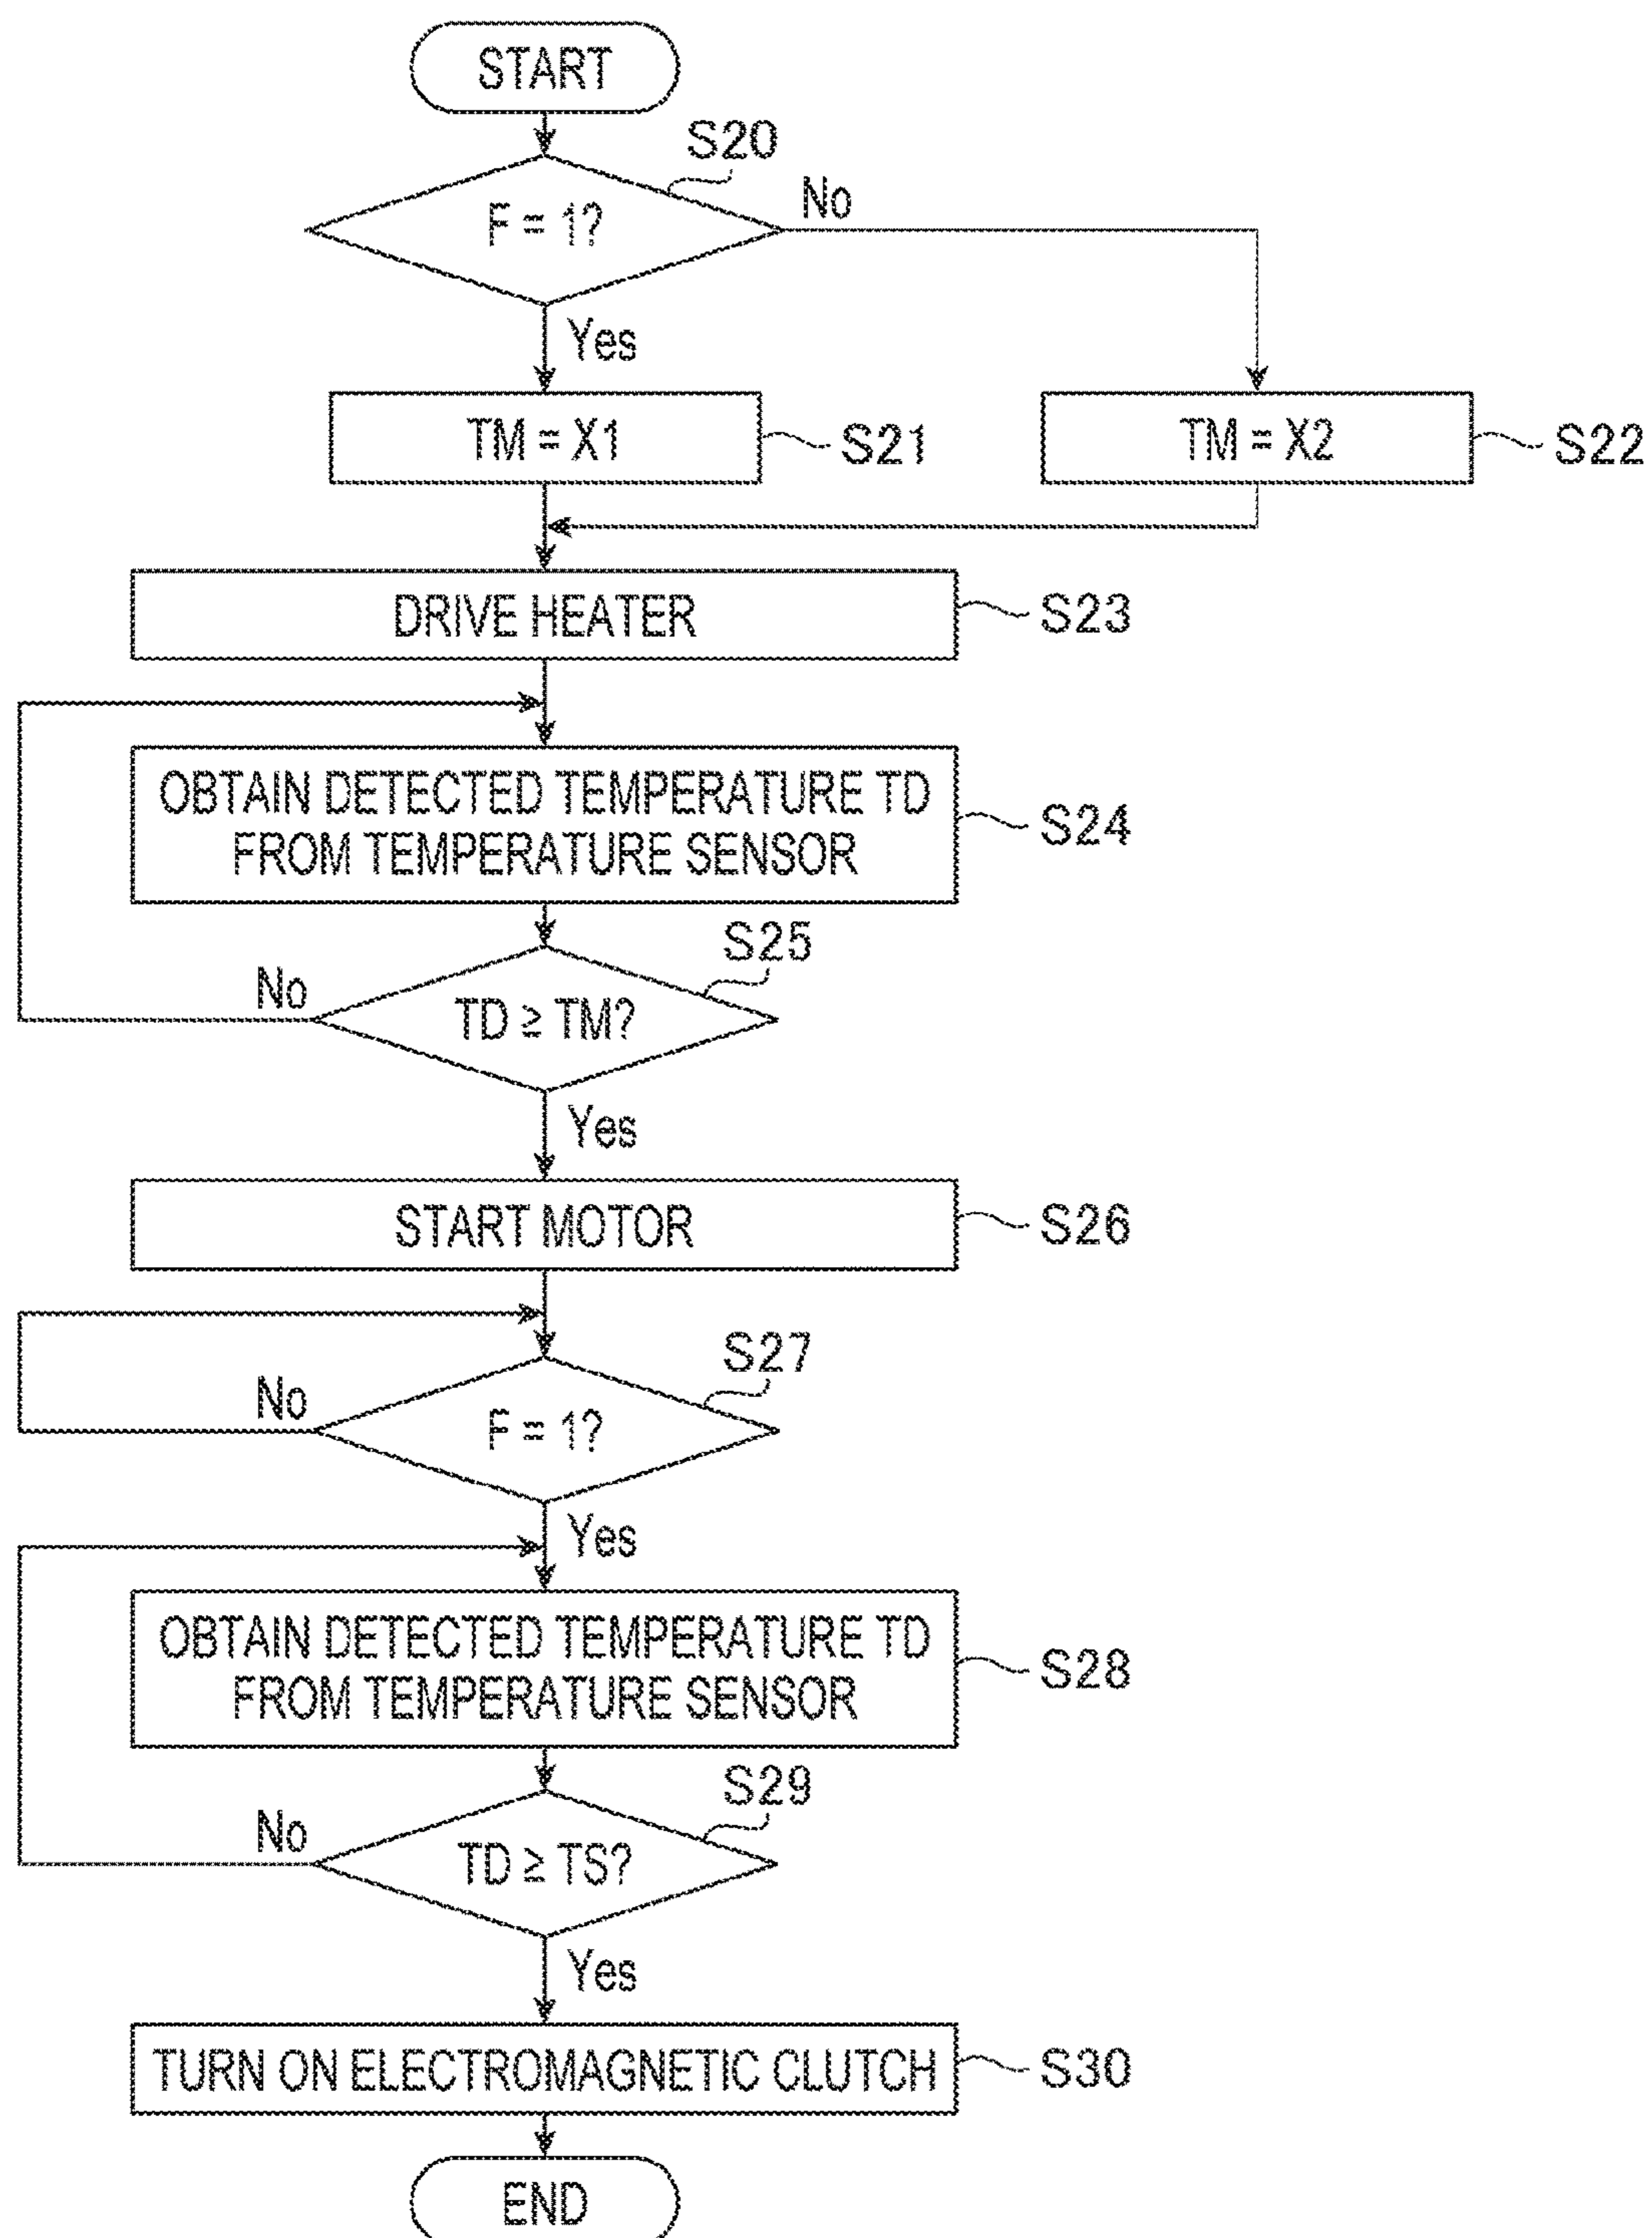 START
S20
F = 1?
No
Yes
TM = X1
S21
TM = X2
S22
DRIVE HEATER
S23
OBTAIN DETECTED TEMPERATURE TD
FROM TEMPERATURE SENSOR
S24
S25
No
TD ≥ TM?
Yes
START MOTOR
S26
S27
No
F = 1?
Yes
OBTAIN DETECTED TEMPERATURE TD
FROM TEMPERATURE SENSOR
S28
S29
No
TD ≥ TS?
Yes
TURN ON ELECTROMAGNETIC CLUTCH
S30
END